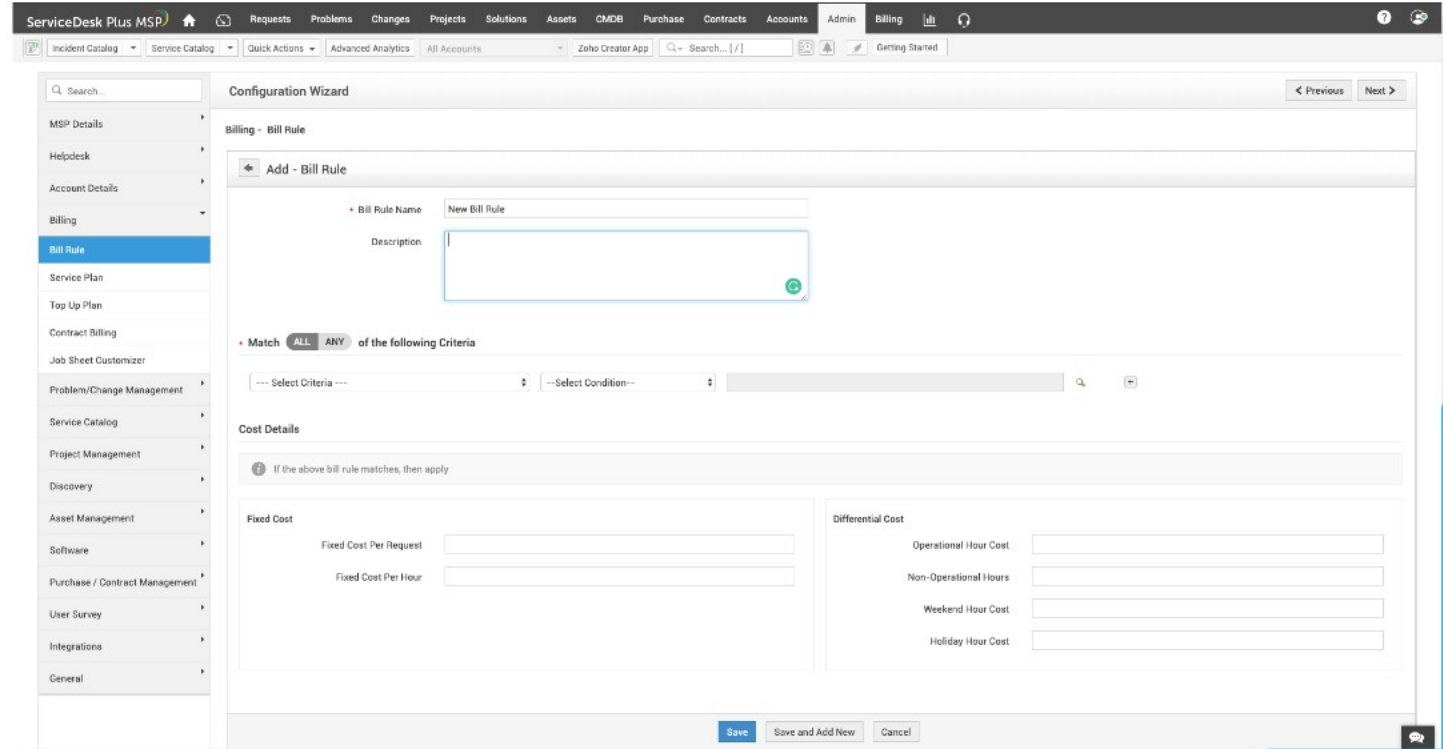 ServiceDesk Plus MSP Requests Problems Changes Projects Solutions Assets CMDB Purchase Contracts Accounts Admin Billing
Incident Catalog Service Catalog Quick Actions Advanced Analytics All Accounts Zoho Creator App Search... [/] Getting Started
Search...
Configuration Wizard
Previous Next
MSP Details
Helpdesk
Account Details
Billing
Bill Rule
Service Plan
Top Up Plan
Contract Billing
Job Sheet Customizer
Problem/Change Management
Service Catalog
Project Management
Discovery
Asset Management
Software
Purchase / Contract Management
User Survey
Integrations
General
Billing - Bill Rule
Add - Bill Rule
* Bill Rule Name New Bill Rule
Description
* Match ALL ANY of the following Criteria
--- Select Criteria --- --Select Condition--
Cost Details
If the above bill rule matches, then apply
Fixed Cost
Fixed Cost Per Request
Fixed Cost Per Hour
Differential Cost
Operational Hour Cost
Non-Operational Hours
Weekend Hour Cost
Holiday Hour Cost
Save Save and Add New Cancel